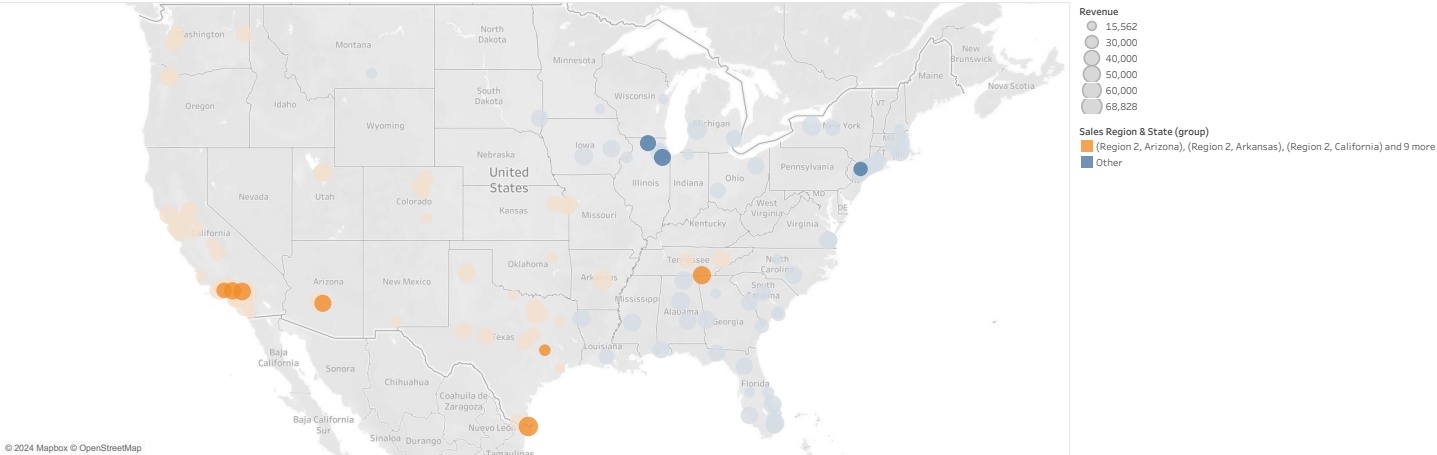 Washington
Montana
North
Dakota
Minnesota
Oregon
Idaho
South
Dakota
Wisconsin
Michigan
VT
Maine
New
Brunswick
Nova Scotia
Wyoming
New York
Iowa
Nebraska
United
States
Illinois
Indiana
Ohio
Pennsylvania
MD
DE
Nevada
Utah
Colorado
Kansas
Missouri
West
Virginia
Kentucky
Virginia
California
Arizona
New Mexico
Oklahoma
Arkansas
Tennessee
North
Carolina
South
Carolina
Mississippi
Alabama
Georgia
Texas
Louisiana
Florida
Baja
California
Sonora
Chihuahua
Coahuila de
Zaragoza
Baja California
Sur
Sinaloa
Durango
Nuevo León
Tamaulipas
© 2024 Mapbox © OpenStreetMap
Revenue
15,562
30,000
40,000
50,000
60,000
68,828
Sales Region & State (group)
(Region 2, Arizona), (Region 2, Arkansas), (Region 2, California) and 9 more
Other